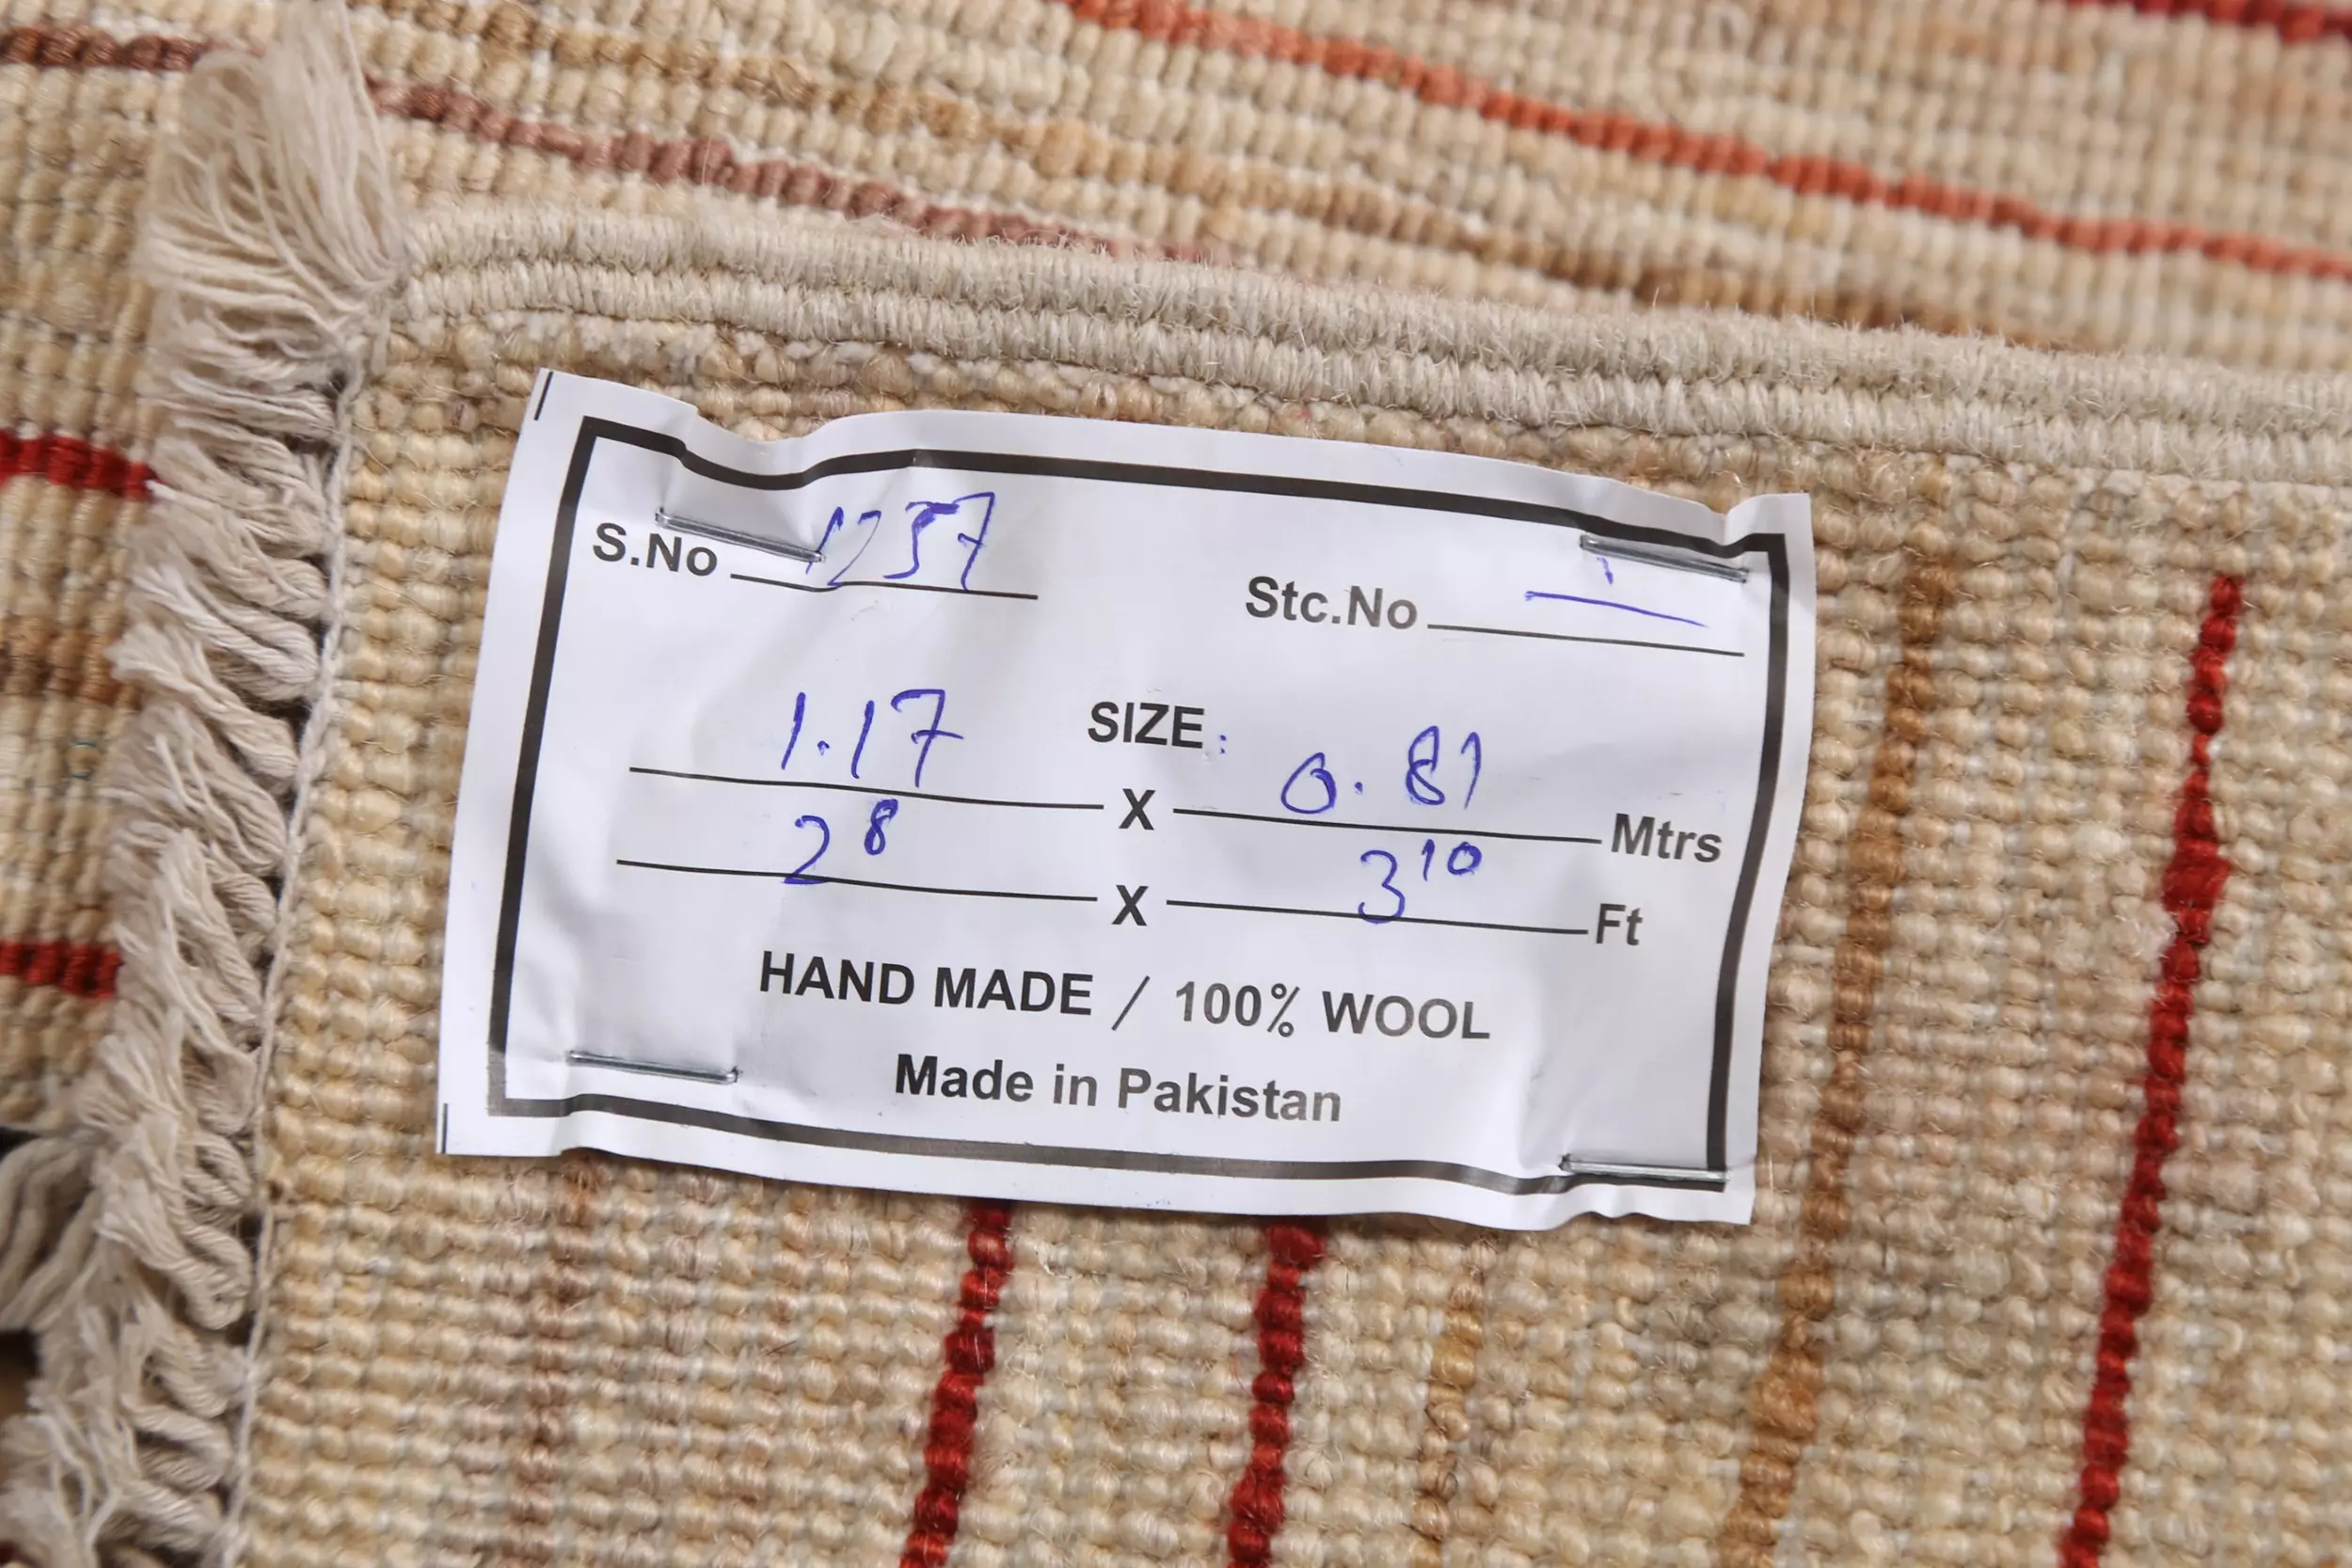 S.No 1257 Stc.No
SIZE:
1.17 X 0.81 Mtrs
2 8 X 3 10 Ft
HAND MADE / 100% WOOL
Made in Pakistan